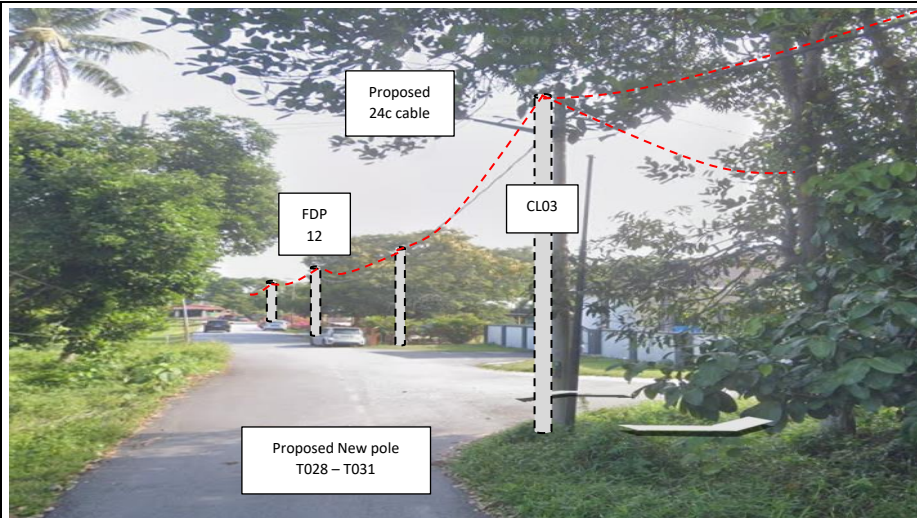 Proposed
24c cable
FDP
12
CL03
Proposed New pole
T028 – T031